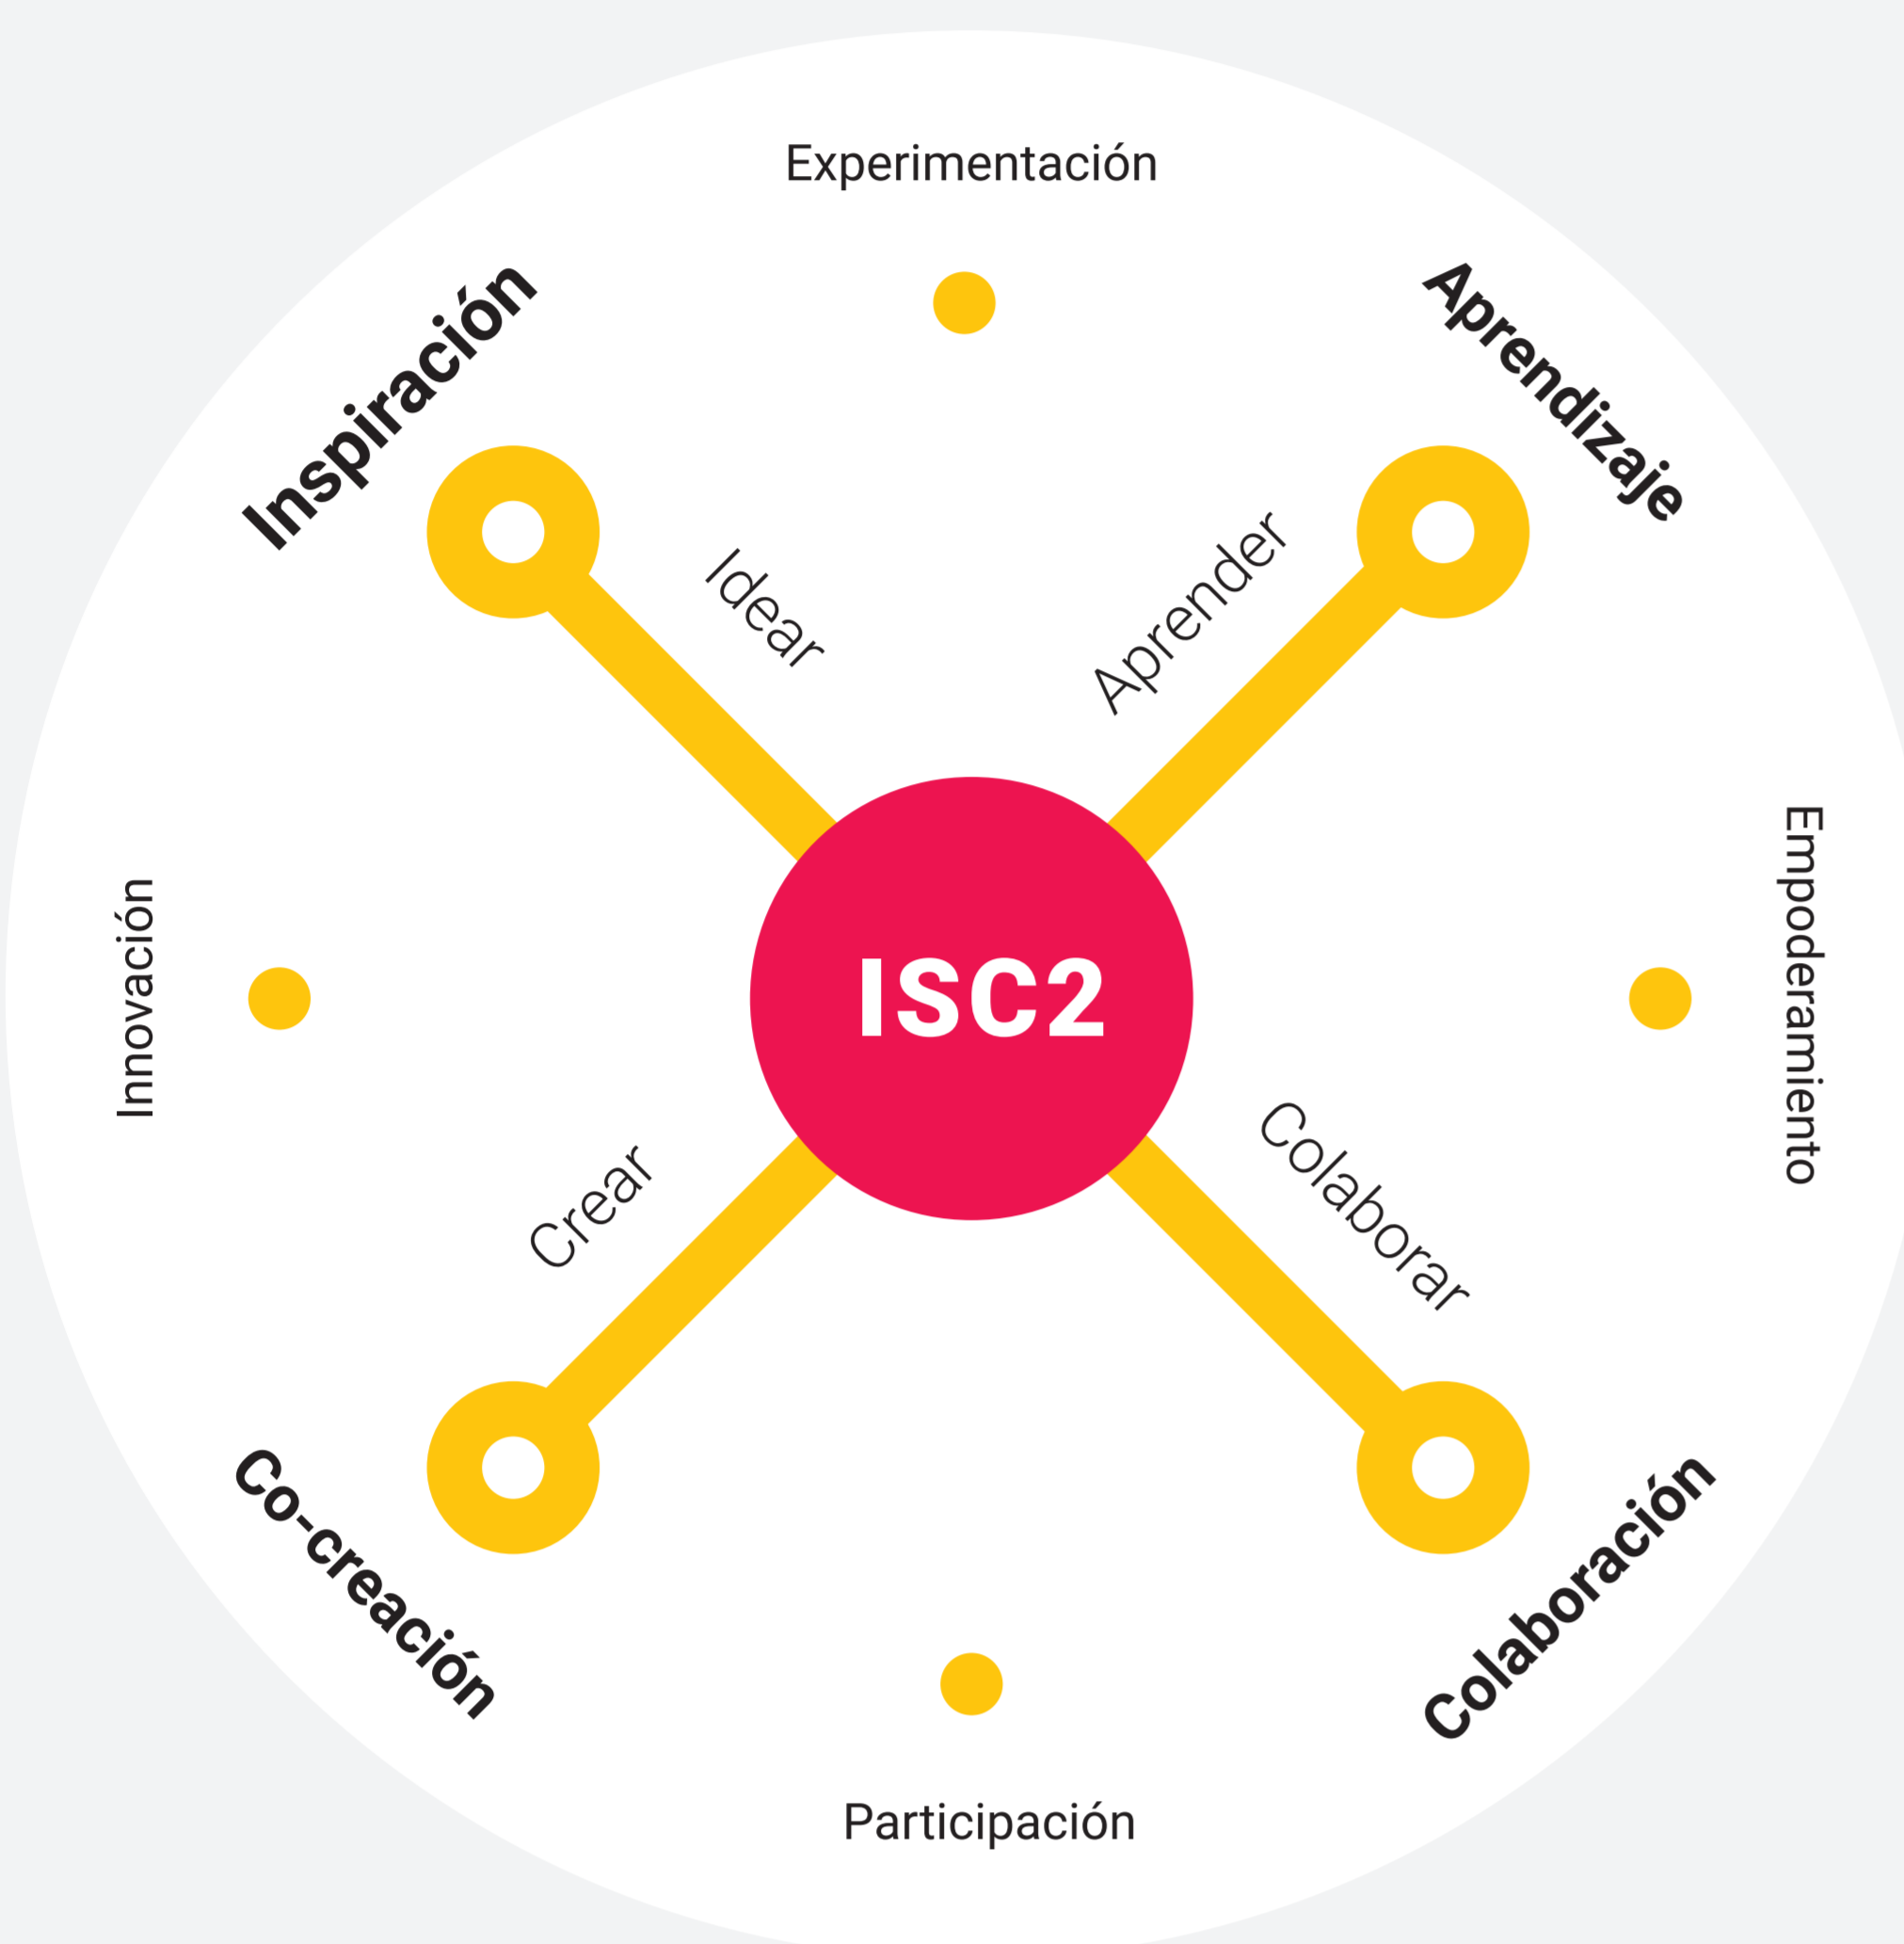 Experimentación
Inspiración
Aprendizaje
Idear
Aprender
Innovación
ISC2
Empoderamiento
Crear
Colaborar
Co-creación
Colaboración
Participación